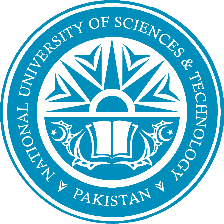 NATIONAL UNIVERSITY OF SCIENCES & TECHNOLOGY
PAKISTAN